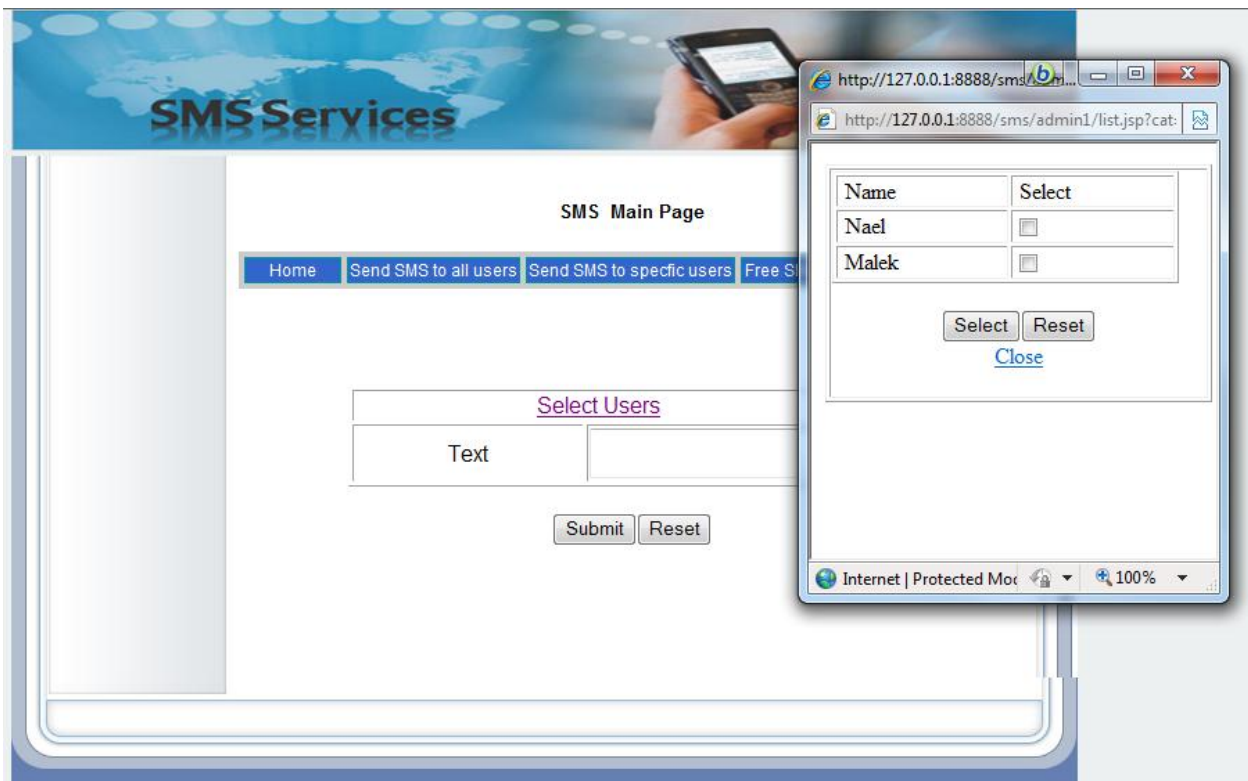 SMS Services
SMS Main Page
Home
Send SMS to all users
Send SMS to specfic users
Free
Select Users
Text
Submit
Reset
http://127.0.0.1:8888/sms/
http://127.0.0.1:8888/sms/admin1/list.jsp?cat:
Name
Select
Nael
Malek
Select
Reset
Close
Internet | Protected
100%